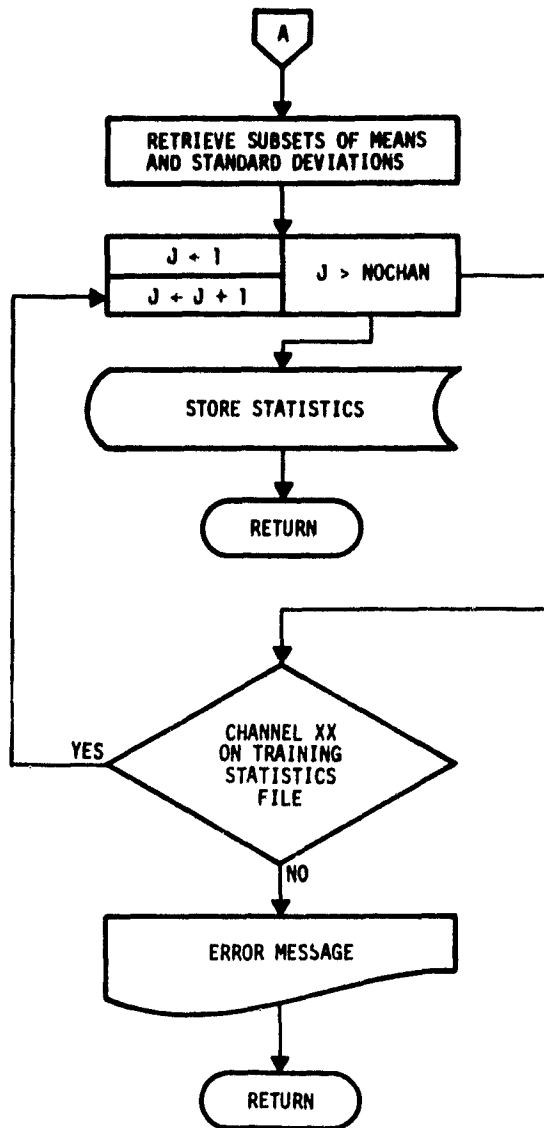 A
RETRIEVE SUBSETS OF MEANS
AND STANDARD DEVIATIONS
J ← 1
J ← J + 1
J > NOCHAN
STORE STATISTICS
RETURN
YES
CHANNEL XX
ON TRAINING
STATISTICS
FILE
NO
ERROR MESSAGE
RETURN